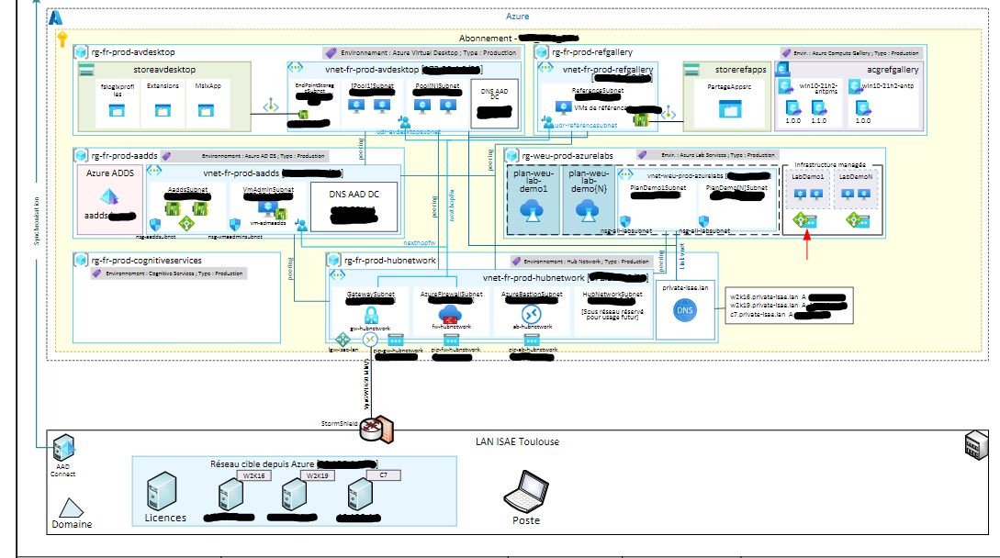 Azure
Abonnement -
rg-fr-prod-avdesktop
Environnement : Azure Virtual Desktop ; Type : Production
storeavdesktop
fslogixprofiles
Extensions
MsixApp
vnet-fr-prod-avdesktop [
EndPointStorageSubnet
[Pool1]Subnet
Pool[N]Subnet
DNS AAD DC
udr-avdesktopsubnet
rg-fr-prod-refgallery
Envir. : Azure Compute Gallery ; Type : Production
vnet-fr-prod-refgallery
ReferenceSubnet
VMs de référence
udr-referencesubnet
storerefapps
PartageAppsrc
acgrefgallery
win10-21h2-entpms
1.0.0
1.1.0
win10-21h2-entp
1.0.0
peering
peering
peering
nexthopfw
nexthopfw
rg-fr-prod-aadds
Environnement : Azure AD DS ; Type : Production
Azure ADDS
aadds
vnet-fr-prod-aadds [
AaddsSubnet
VmAdminSubnet
vm-admaadds
nsg-aaddssubnet
nsg-vmaadminsubnet
DNS AAD DC
rg-weu-prod-azurelabs
Envir. : Azure Lab Services ; Type : Production
plan-weu-lab-demo1
plan-weu-lab-demo{N}
vnet-weu-prod-azurelabs [
PlanDemo1Subnet
PlanDemo[N]Subnet
nsg-all-labsubnet
nsg-all-labsubnet
Infrastructure managée
LabDemo1
LabDemoN
peering
peering
Link vnet
rg-fr-prod-cognitiveservices
Environnement : Cognitive Services ; Type : Production
rg-fr-prod-hubnetwork
Environnement : Hub Network ; Type : Production
vnet-fr-prod-hubnetwork [
GatewaySubnet
gw-hubnetwork
AzureFirewallSubnet
fw-hubnetwork
AzureBastionSubnet
ab-hubnetwork
HubNetworkSubnet
[Sous réseau réservé pour usage futur]
lgw-isae-lan
pip-gw-hubnetwork
pip-fw-hubnetwork
pip-ab-hubnetwork
private-isae.lan
DNS
w2k16.private-isae.lan A
w2k19.private-isae.lan A
c7.private-isae.lan A
Synchronisation
StormShield
LAN ISAE Toulouse
AAD Connect
Domaine
Réseau cible depuis Azure [
Licences
W2K16
W2K19
C7
Poste